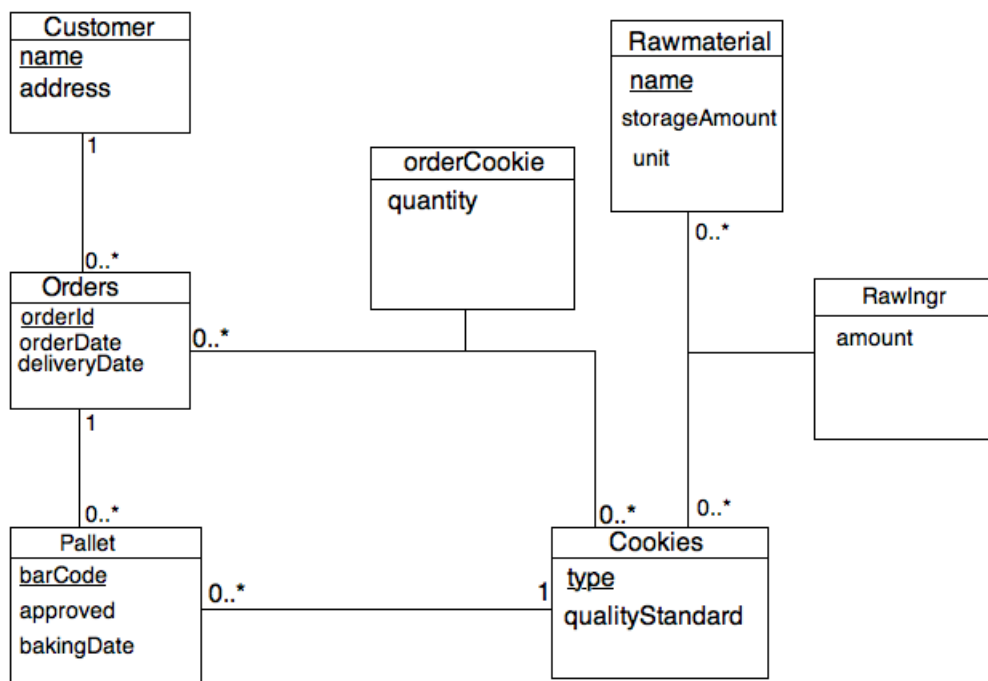 Customer
name
address
1
0..*
Orders
orderId
orderDate
deliveryDate
1
0..*
Pallet
barCode
approved
bakingDate
orderCookie
quantity
0..*
0..*
0..*
1
Rawmaterial
name
storageAmount
unit
0..*
RawIngr
amount
0..*
Cookies
type
qualityStandard